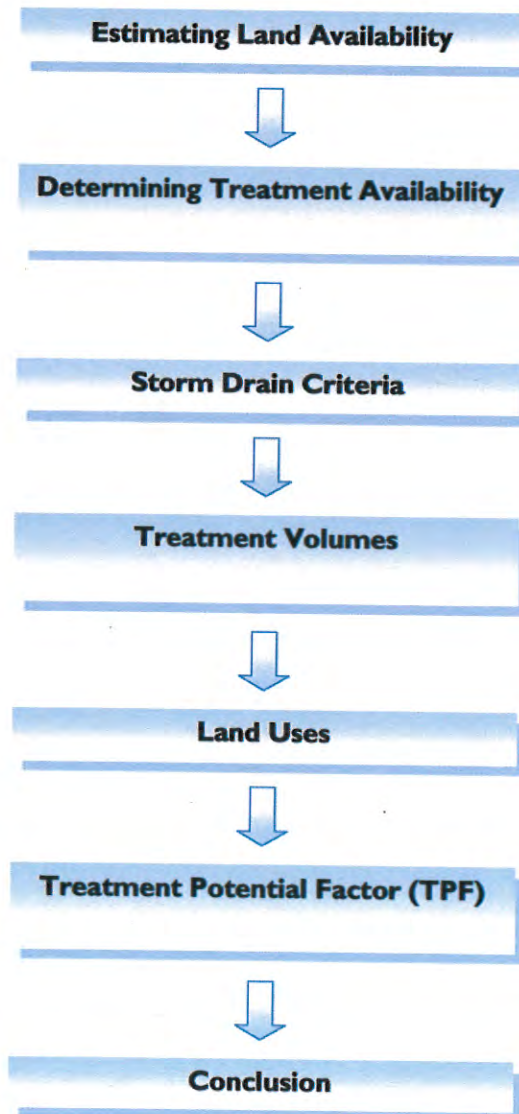 Estimating Land Availability
Determining Treatment Availability
Storm Drain Criteria
Treatment Volumes
Land Uses
Treatment Potential Factor (TPF)
Conclusion